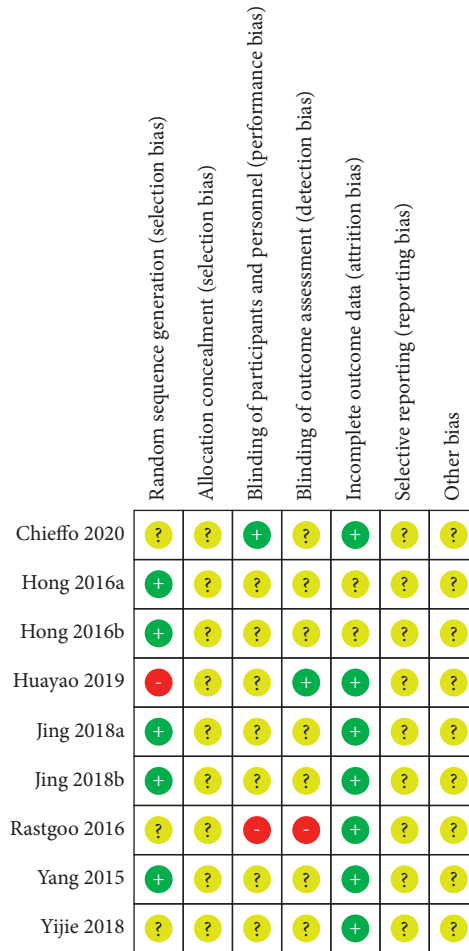 Random sequence generation (selection bias)
Allocation concealment (selection bias)
Blinding of participants and personnel (performance bias)
Blinding of outcome assessment (detection bias)
Incomplete outcome data (attrition bias)
Selective reporting (reporting bias)
Other bias
Chieffo 2020 ? ? + ? + ? ?
Hong 2016a + ? ? ? ? ? ?
Hong 2016b + ? ? ? ? ? ?
Huayao 2019 - ? ? + + ? ?
Jing 2018a + ? ? ? + ? ?
Jing 2018b + ? ? ? + ? ?
Rastgoo 2016 ? ? - - + ? ?
Yang 2015 + ? ? ? + ? ?
Yijie 2018 ? ? ? ? + ? ?